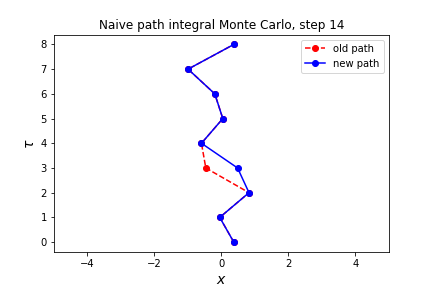 Naive path integral Monte Carlo, step 14
old path
new path
8
7
6
5
4
3
2
1
0
τ
−4
−2
0
2
4
x